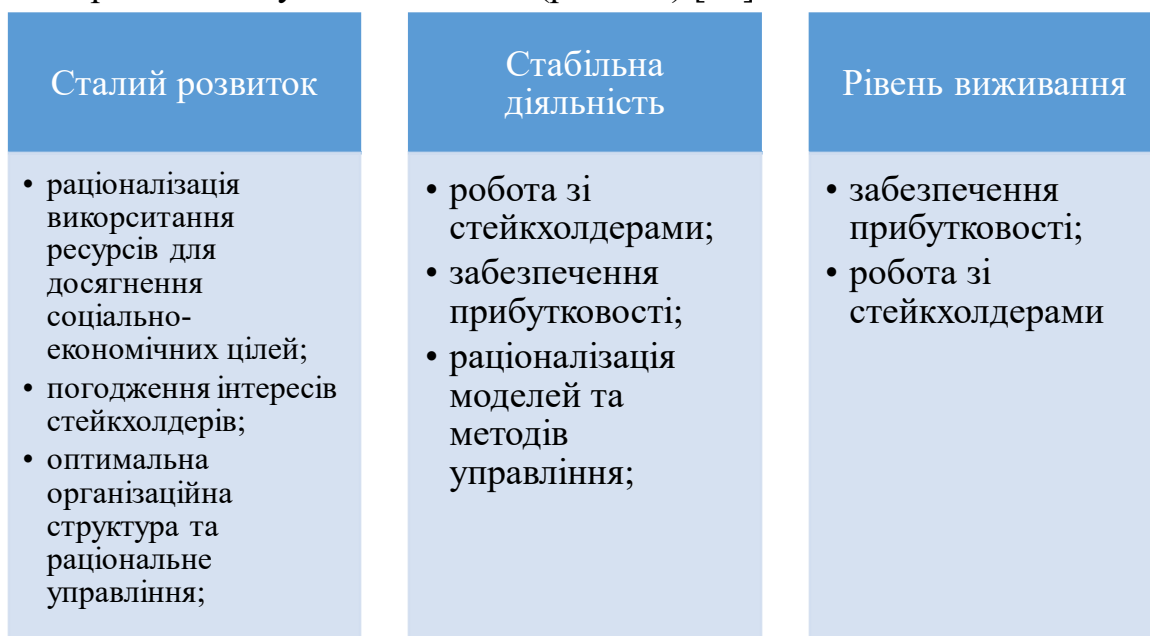 Сталий розвиток
• раціоналізація
викорситання
ресурсів для
досягнення
соціально-
економічних цілей;
• погодження інтересів
стейкхолдерів;
• оптимальна
організаційна
структура та
раціональне
управління;
Стабільна
діяльність
• робота зі
стейкхолдерами;
• забезпечення
прибутковості;
• раціоналізація
моделей та
методів
управління;
Рівень виживання
• забезпечення
прибутковості;
• робота зі
стейкхолдерами